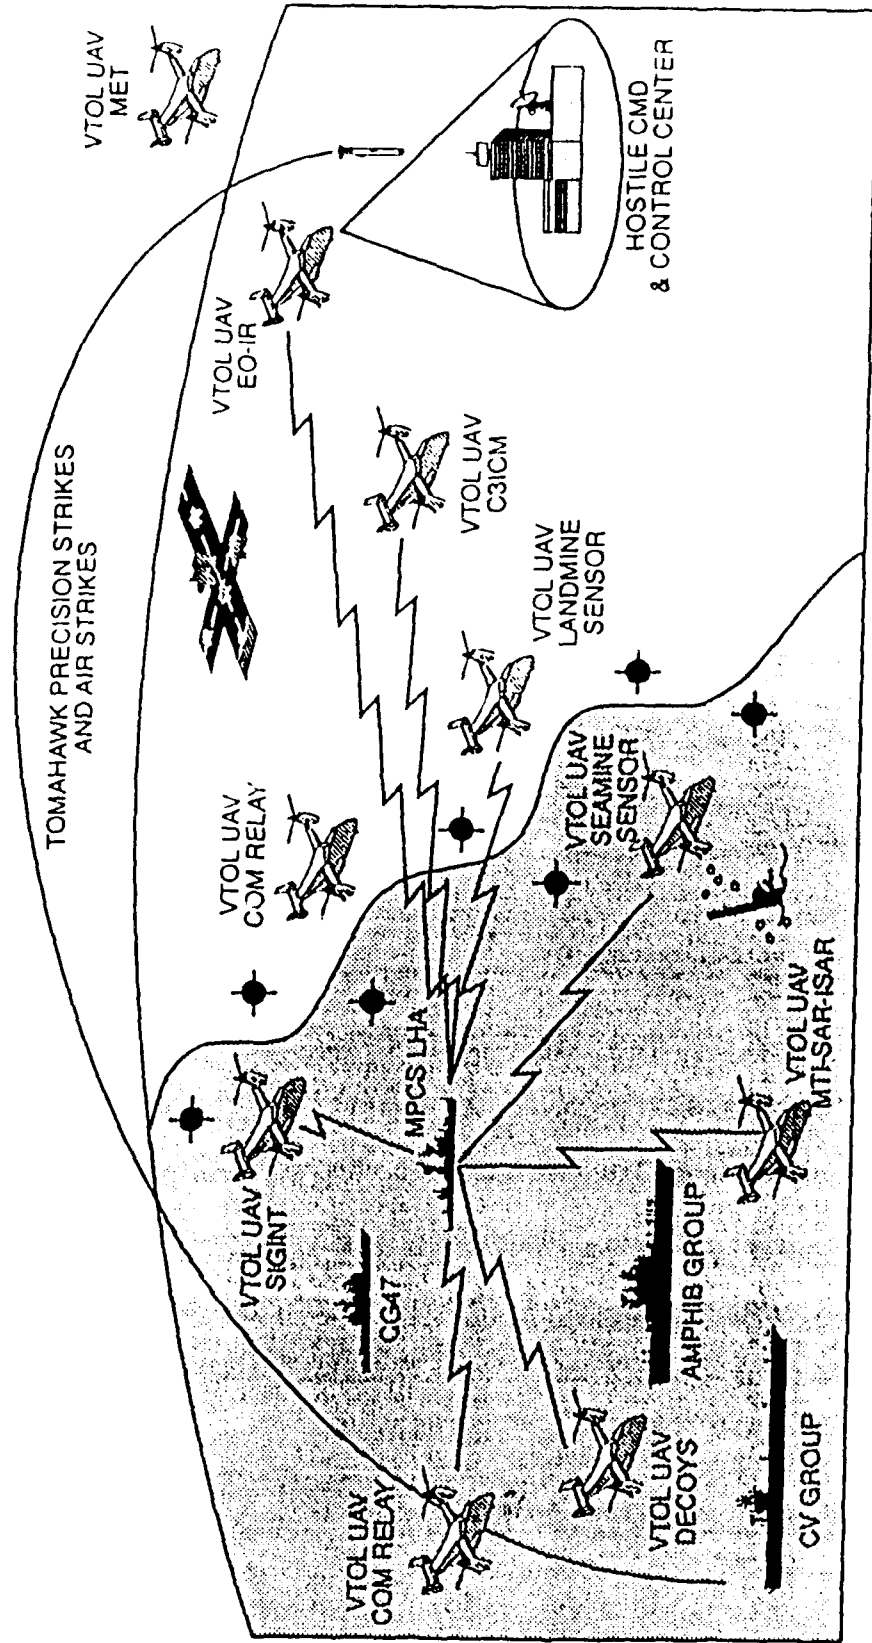 TOMAHAWK PRECISION STRIKES
AND AIR STRIKES
VTOL UAV
MET
VTOL UAV
EO-IR
VTOL UAV
COM RELAY
VTOL UAV
SIGINT
VTOL UAV
COM RELAY
CG47
MPCS LHA
VTOL UAV
C3ICM
VTOL UAV
LANDMINE
SENSOR
VTOL UAV
SEAMINE
SENSOR
HOSTILE CMD
& CONTROL CENTER
VTOL UAV
DECOYS
AMPHIB GROUP
VTOL UAV
MTI-SAR-ISAR
CV GROUP